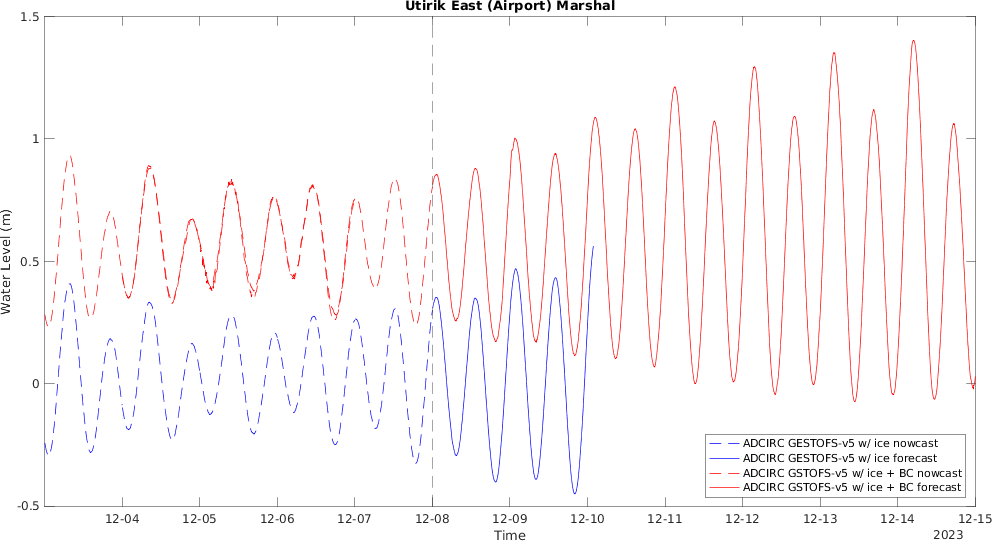 Utirik East (Airport) Marshal
Water Level (m)
1.5
1
0.5
0
-0.5
12-04
12-05
12-06
12-07
12-08
12-09
12-10
12-11
12-12
12-13
12-14
12-15
Time
2023
ADCIRC GESTOFS-v5 w/ ice nowcast
ADCIRC GESTOFS-v5 w/ ice forecast
ADCIRC GSTOFS-v5 w/ ice + BC nowcast
ADCIRC GSTOFS-v5 w/ ice + BC forecast